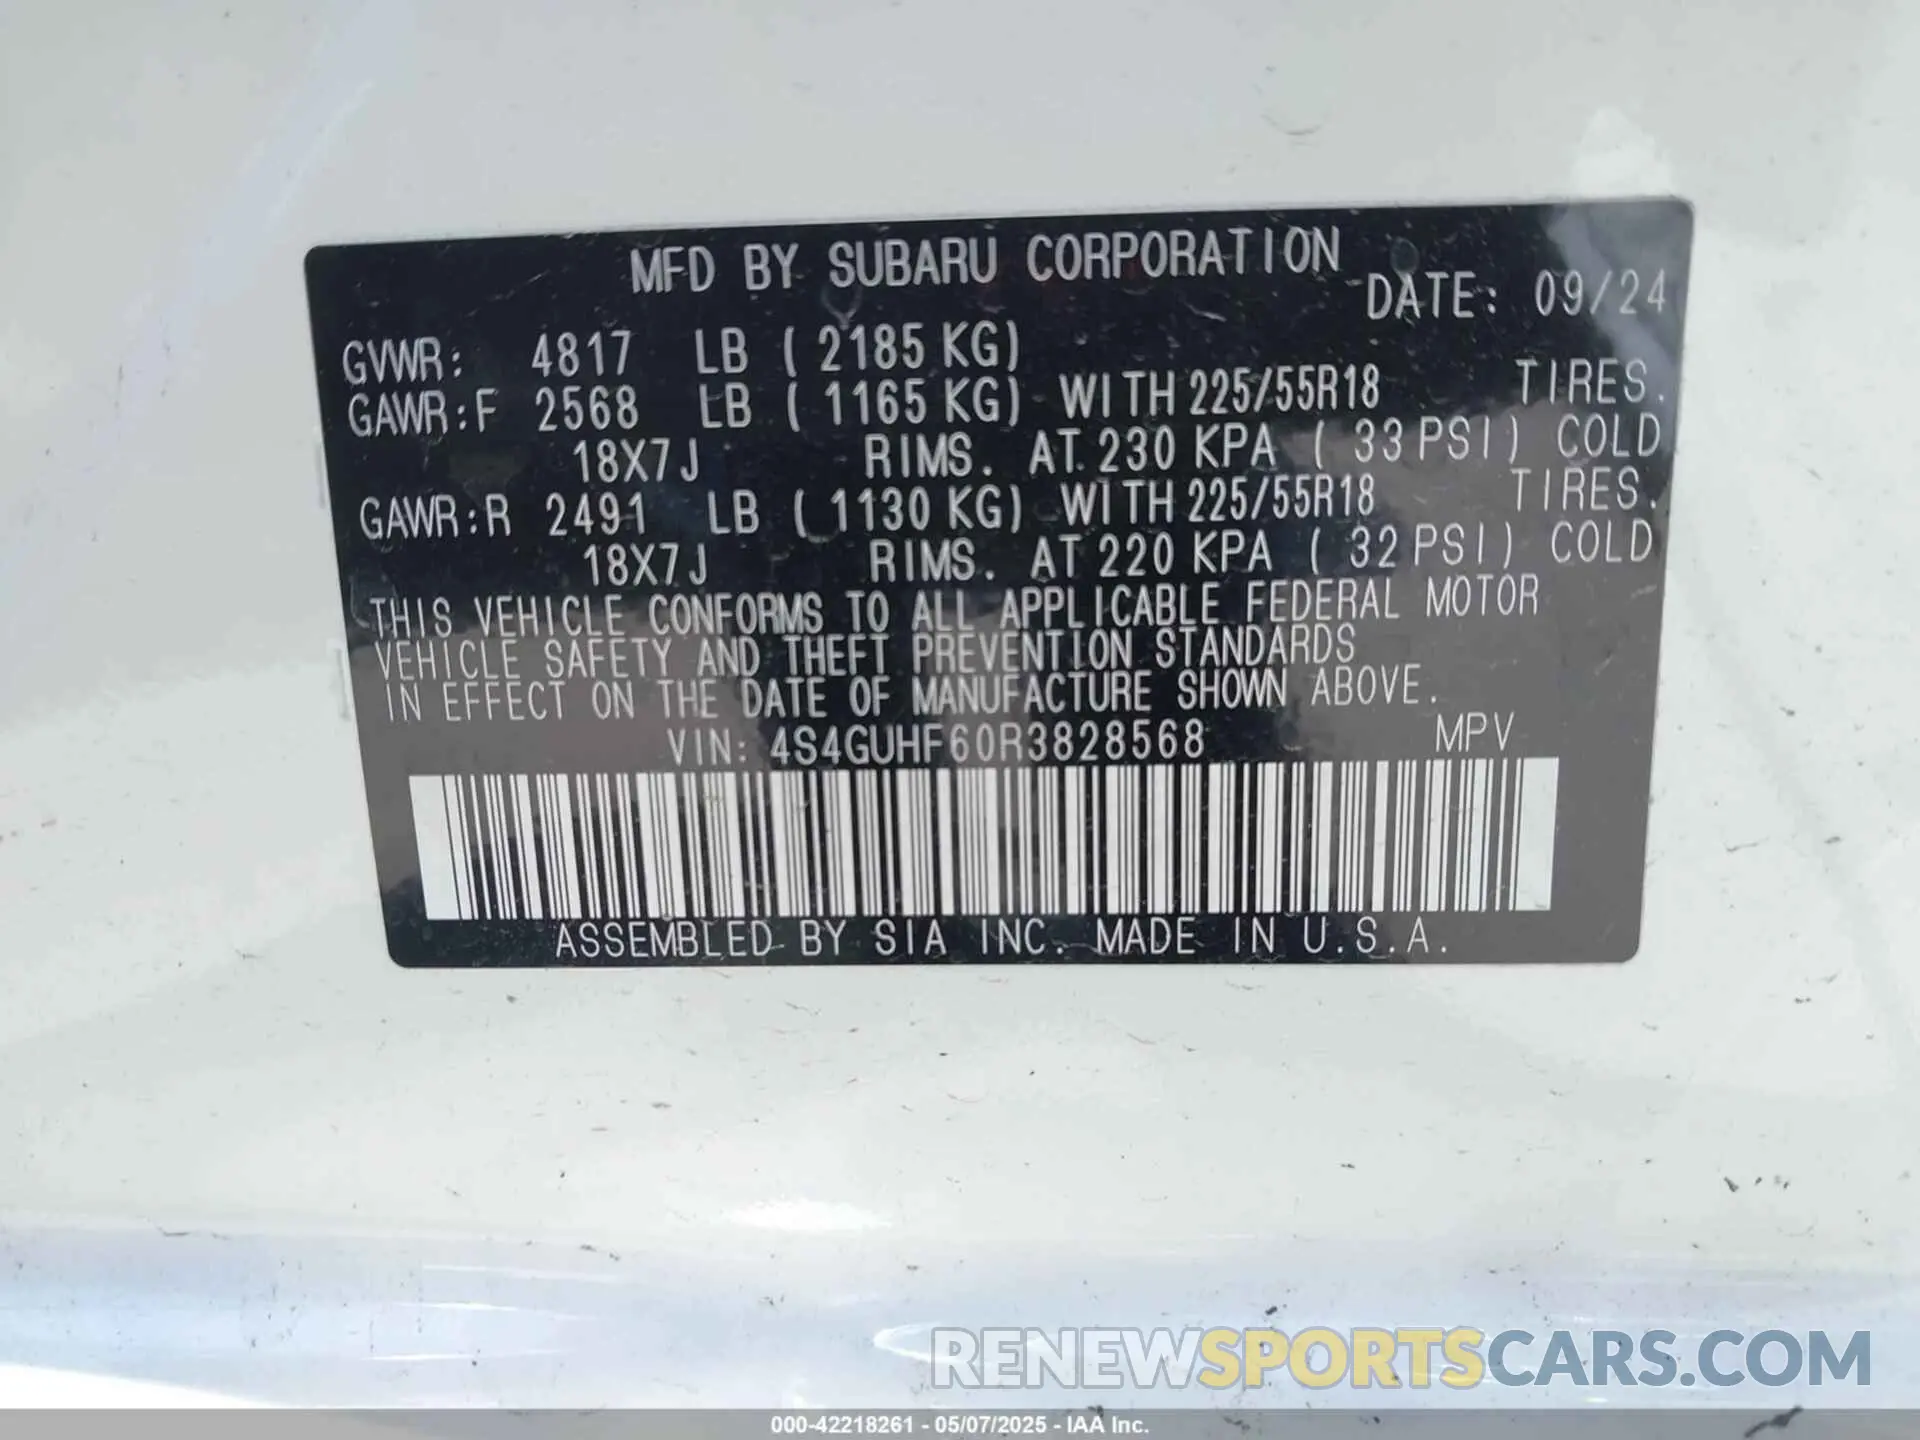 MFD BY SUBARU CORPORATION
DATE: 09/24
GVWR: 4817 LB ( 2185 KG)
GAWR:F 2568 LB ( 1165 KG) WITH 225/55R18 TIRES.
18X7J RIMS. AT 230 KPA ( 33 PSI) COLD
GAWR:R 2491 LB ( 1130 KG) WITH 225/55R18 TIRES.
18X7J RIMS. AT 220 KPA ( 32 PSI) COLD
THIS VEHICLE CONFORMS TO ALL APPLICABLE FEDERAL MOTOR
VEHICLE SAFETY AND THEFT PREVENTION STANDARDS
IN EFFECT ON THE DATE OF MANUFACTURE SHOWN ABOVE.
VIN: 4S4GUHF60R3828568 MPV
ASSEMBLED BY SIA INC. MADE IN U.S.A.
RENEWSPORTSCARS.COM
000-42218261 - 05/07/2025 - IAA Inc.